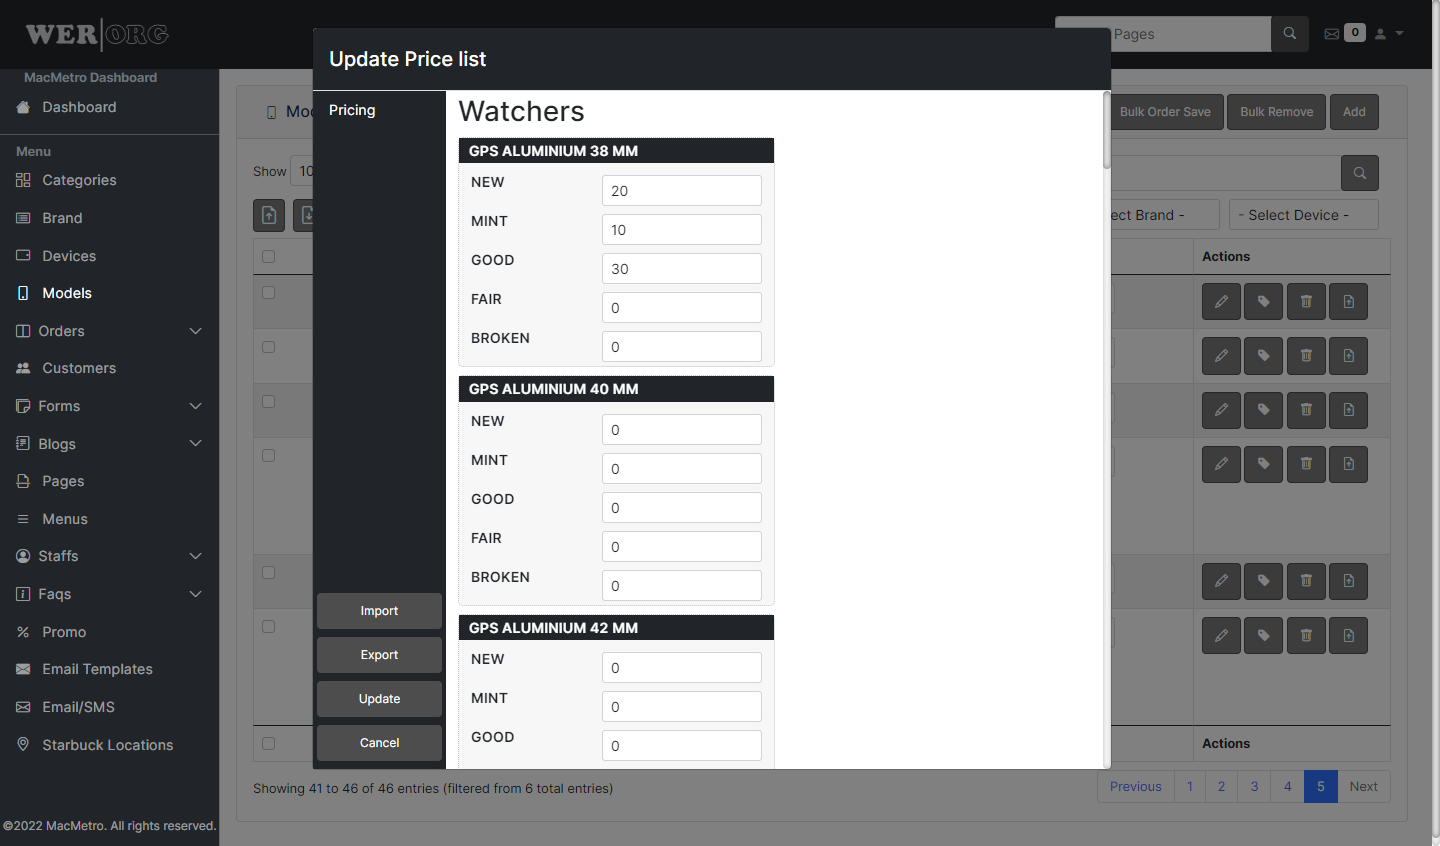 WER|ORG
Pages
0
MacMetro Dashboard
Dashboard
Menu
Categories
Brand
Devices
Models
Orders
Customers
Forms
Blogs
Pages
Menus
Staffs
Faqs
Promo
Email Templates
Email/SMS
Starbuck Locations
©2022 MacMetro. All rights reserved.
Update Price list
Pricing
Import
Export
Update
Cancel
Watchers
GPS ALUMINIUM 38 MM
NEW 20
MINT 10
GOOD 30
FAIR 0
BROKEN 0
GPS ALUMINIUM 40 MM
NEW 0
MINT 0
GOOD 0
FAIR 0
BROKEN 0
GPS ALUMINIUM 42 MM
NEW 0
MINT 0
GOOD 0
Bulk Order Save Bulk Remove Add
Show 10
ect Brand - - Select Device -
Actions
Actions
Showing 41 to 46 of 46 entries (filtered from 6 total entries)
Previous 1 2 3 4 5 Next